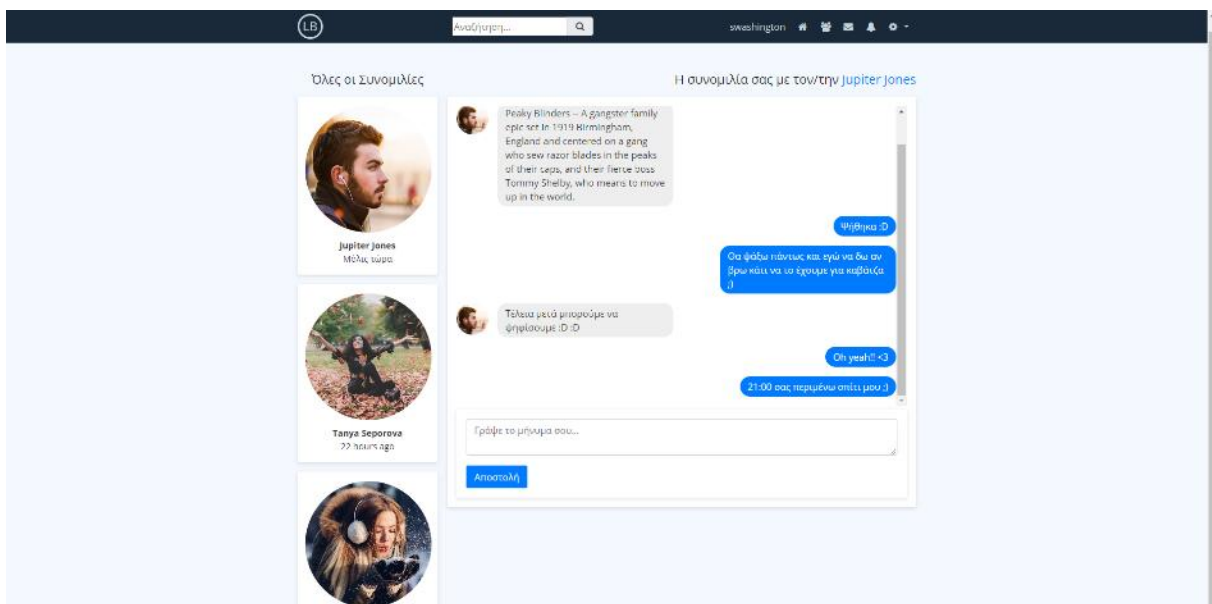 LB
Αναζήτηση...
swashington
Όλες οι Συνομιλίες
Η συνομιλία σας με τον/την Jupiter Jones
Jupiter Jones
Μόλις τώρα
Tanya Seporova
22 hours ago
Peaky Blinders – A gangster family
epic set in 1919 Birmingham,
England and centered on a gang
who sew razor blades in the peaks
of their caps, and their fierce boss
Tommy Shelby, who means to move
up in the world.
Ψήθηκα :D
Θα ψάξω πάντως και εγώ να δω αν
βρω κάτι να το έχουμε για καβάτζα
;)
Τέλεια μετά μπορούμε να
ψηφίσουμε :D :D
Oh yeah!! <3
21:00 σας περιμένω σπίτι μου ;)
Γράψε το μήνυμα σου...
Αποστολή